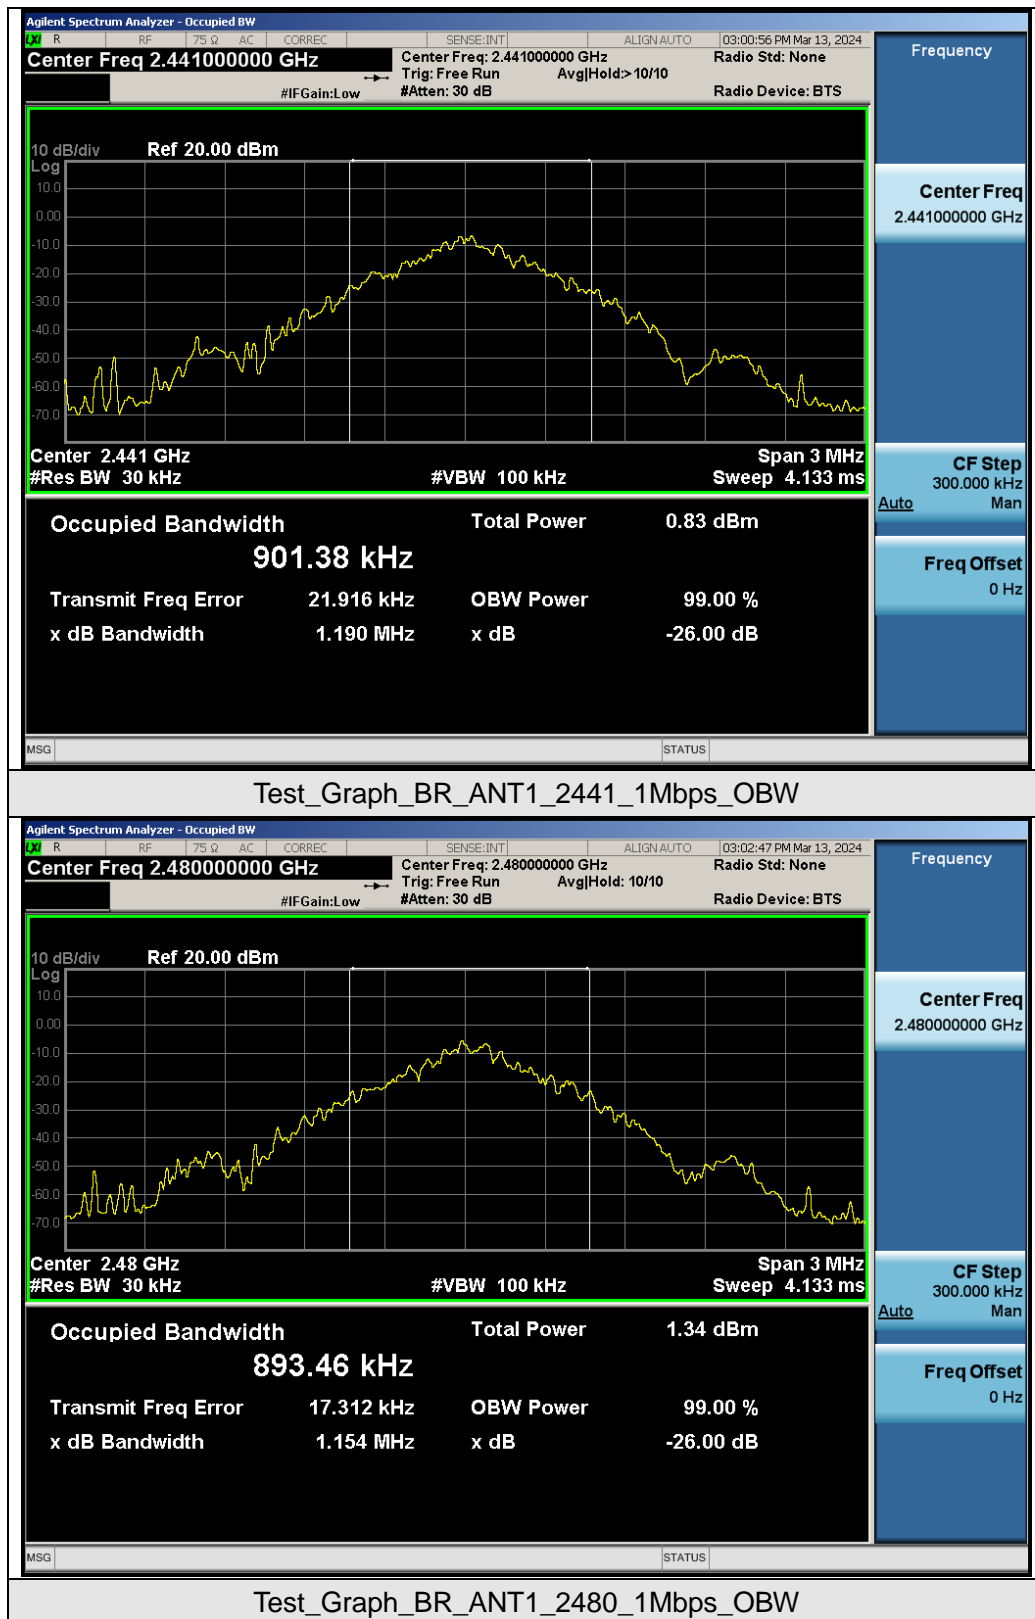 Agilent Spectrum Analyzer - Occupied BW
LXI R RF 75 Ω AC CORREC SENSE:INT ALIGN AUTO 03:00:56 PM Mar 13, 2024
Center Freq 2.441000000 GHz
Center Freq: 2.441000000 GHz
Radio Std: None
Trig: Free Run Avg|Hold:> 10/10
#IFGain:Low
#Atten: 30 dB
Radio Device: BTS
Frequency
10 dB/div Ref 20.00 dBm
Log
10.0
0.00
-10.0
-20.0
-30.0
-40.0
-50.0
-60.0
-70.0
Center Freq
2.441000000 GHz
Center 2.441 GHz Span 3 MHz
#Res BW 30 kHz #VBW 100 kHz Sweep 4.133 ms
CF Step
300.000 kHz
Auto Man
Freq Offset
0 Hz
Occupied Bandwidth Total Power 0.83 dBm
901.38 kHz
Transmit Freq Error 21.916 kHz OBW Power 99.00 %
x dB Bandwidth 1.190 MHz x dB -26.00 dB
MSG STATUS
Test_Graph_BR_ANT1_2441_1Mbps_OBW
Agilent Spectrum Analyzer - Occupied BW
LXI R RF 75 Ω AC CORREC SENSE:INT ALIGN AUTO 03:02:47 PM Mar 13, 2024
Center Freq 2.480000000 GHz
Center Freq: 2.480000000 GHz
Radio Std: None
Trig: Free Run Avg|Hold: 10/10
#IFGain:Low
#Atten: 30 dB
Radio Device: BTS
Frequency
10 dB/div Ref 20.00 dBm
Log
10.0
0.00
-10.0
-20.0
-30.0
-40.0
-50.0
-60.0
-70.0
Center Freq
2.480000000 GHz
Center 2.48 GHz Span 3 MHz
#Res BW 30 kHz #VBW 100 kHz Sweep 4.133 ms
CF Step
300.000 kHz
Auto Man
Freq Offset
0 Hz
Occupied Bandwidth Total Power 1.34 dBm
893.46 kHz
Transmit Freq Error 17.312 kHz OBW Power 99.00 %
x dB Bandwidth 1.154 MHz x dB -26.00 dB
MSG STATUS
Test_Graph_BR_ANT1_2480_1Mbps_OBW